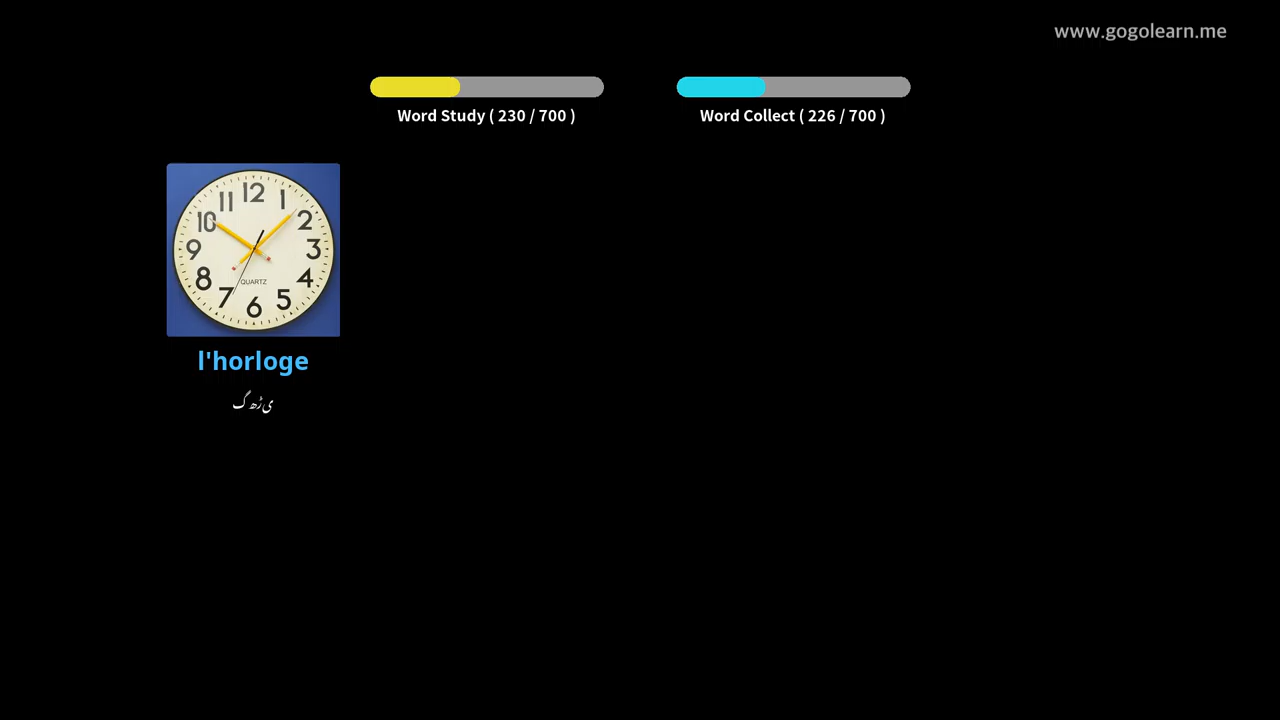 www.gogolearn.me
Word Study ( 230 / 700 )
Word Collect ( 226 / 700 )
12
11
1
10
2
9
3
8
4
QUARTZ
7
5
6
l'horloge
یڑھ گ